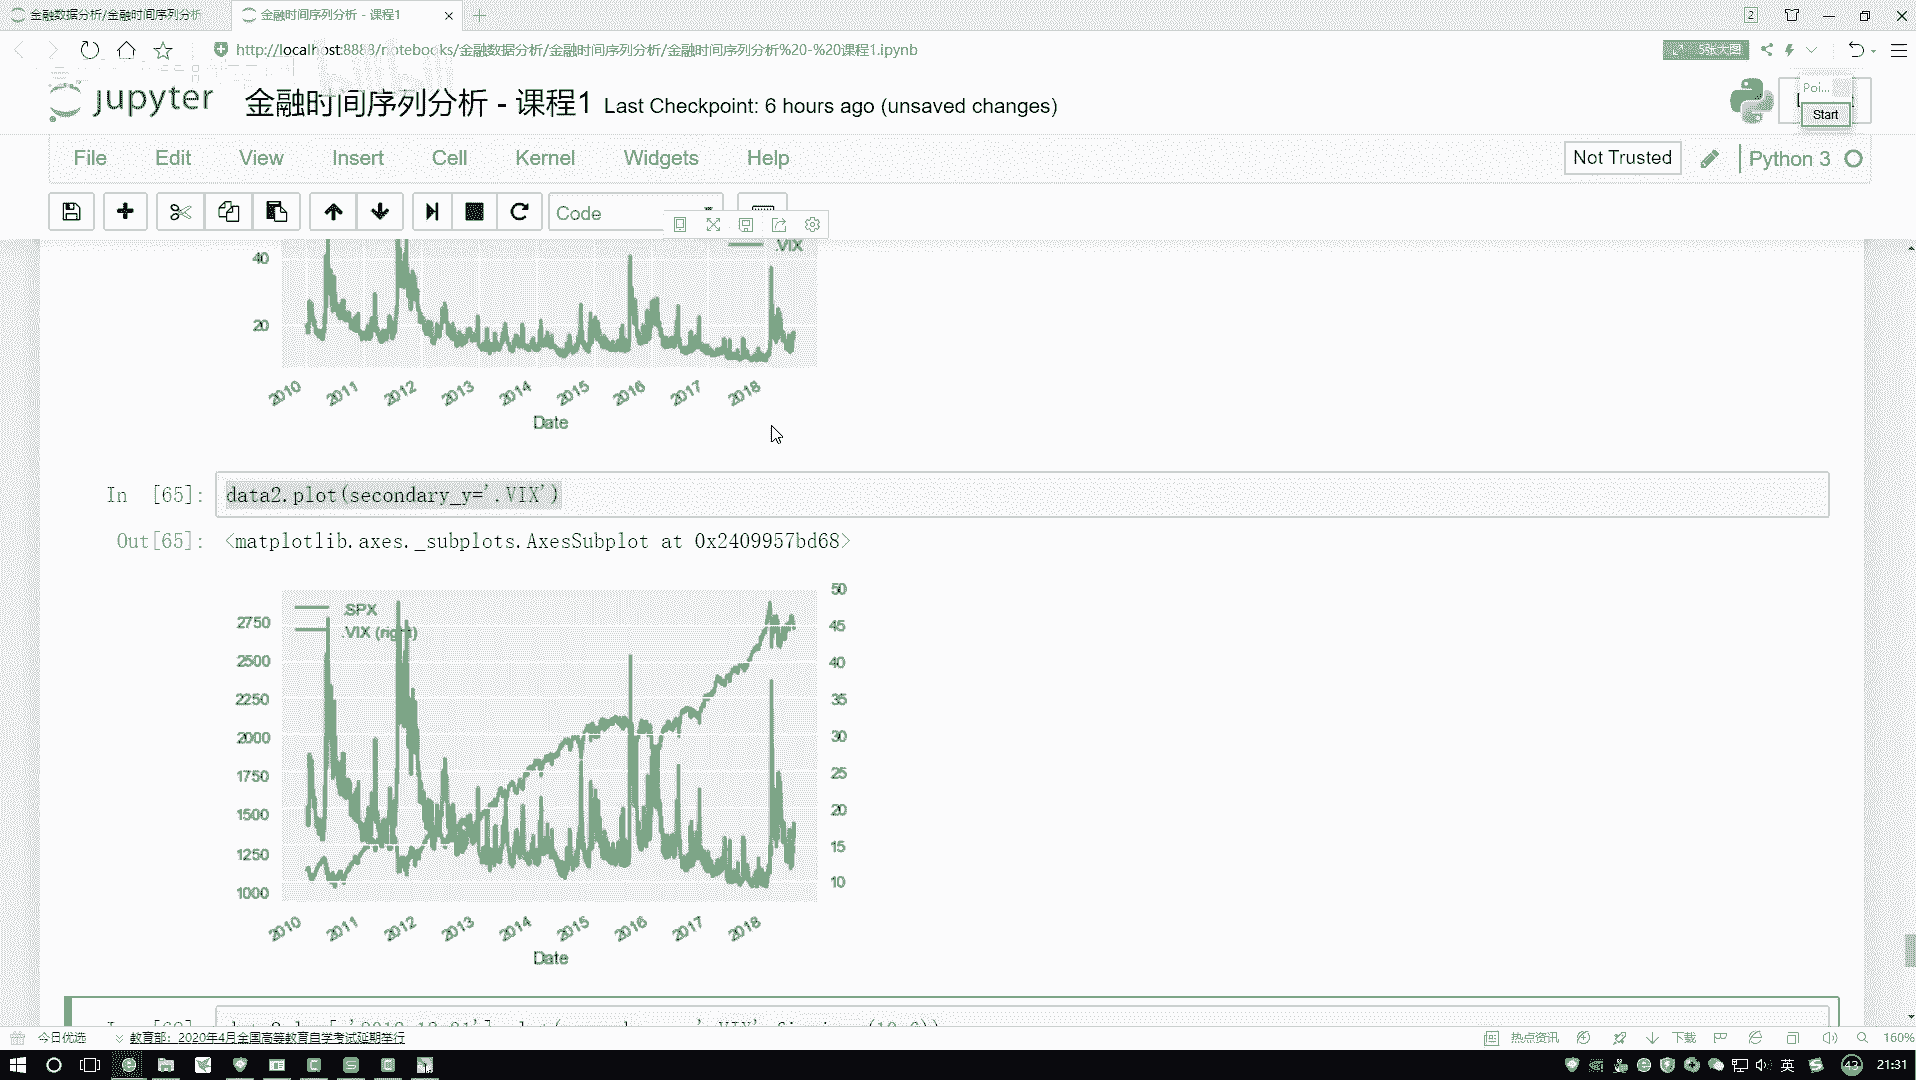 金融数据分析/金融时间序列分析
金融时间序列分析 - 课程1
2
http://localhost:8888/notebooks/金融数据分析/金融时间序列分析/金融时间序列分析%20-%20课程1.ipynb
5张大图
jupyter 金融时间序列分析 - 课程1 Last Checkpoint: 6 hours ago (unsaved changes)
Poi...
Start
File Edit View Insert Cell Kernel Widgets Help
Not Trusted
Python 3
Code
.VIX
40
20
2010 2011 2012 2013 2014 2015 2016 2017 2018
Date
In [65]: data2.plot(secondary_y='.VIX')
Out[65]: <matplotlib.axes._subplots.AxesSubplot at 0x2409957bd68>
.SPX
.VIX (right)
2750
2500
2250
2000
1750
1500
1250
1000
50
45
40
35
30
25
20
15
10
2010 2011 2012 2013 2014 2015 2016 2017 2018
Date
今日优选
教育部：2020年4月全国高等教育自学考试延期举行
热点资讯
下载
160%
英
43
21:31